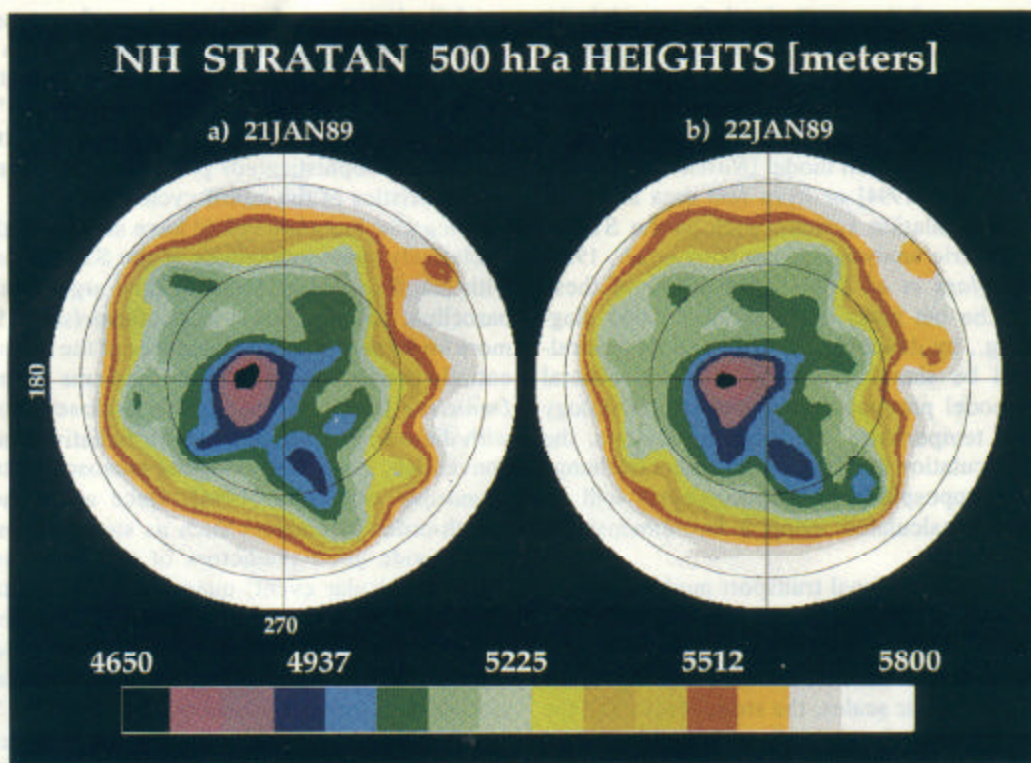 NH STRATAN 500 hPa HEIGHTS [meters]
a) 21JAN89
b) 22JAN89
180
270
4650 4937 5225 5512 5800